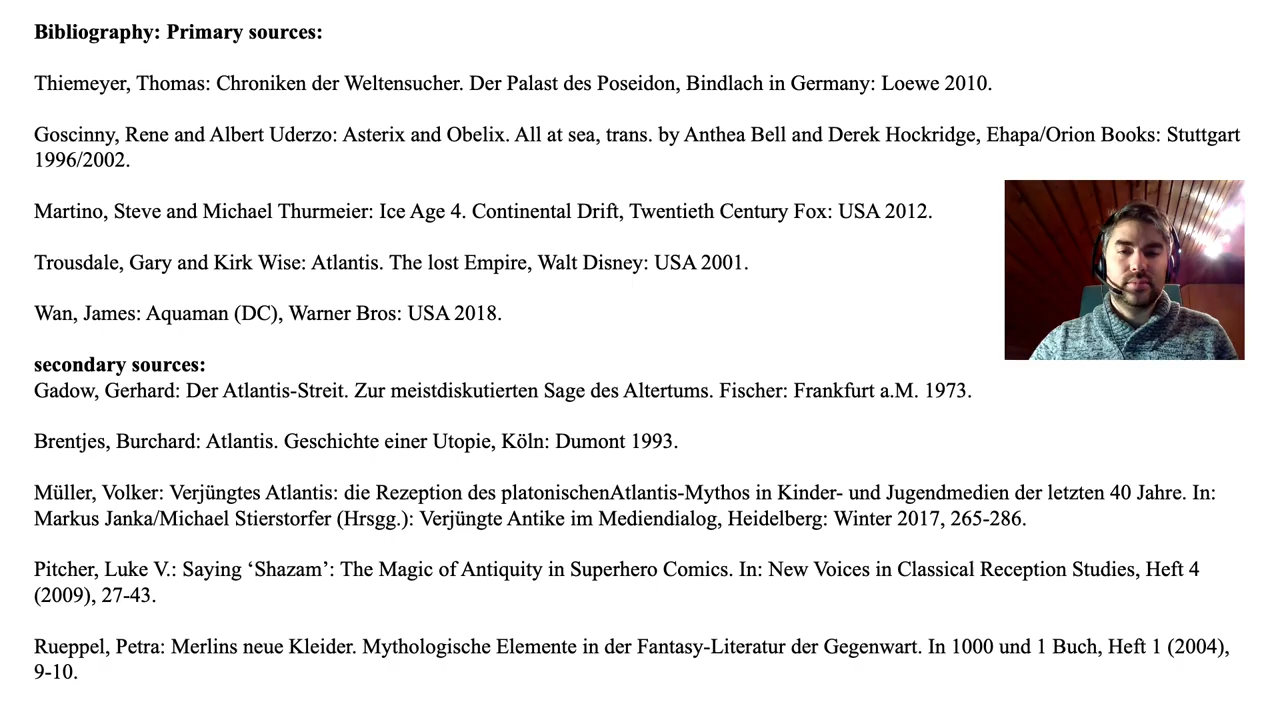 Bibliography: Primary sources:
Thiemeyer, Thomas: Chroniken der Weltensucher. Der Palast des Poseidon, Bindlach in Germany: Loewe 2010.
Goscinny, Rene and Albert Uderzo: Asterix and Obelix. All at sea, trans. by Anthea Bell and Derek Hockridge, Ehapa/Orion Books: Stuttgart
1996/2002.
Martino, Steve and Michael Thurmeier: Ice Age 4. Continental Drift, Twentieth Century Fox: USA 2012.
Trousdale, Gary and Kirk Wise: Atlantis. The lost Empire, Walt Disney: USA 2001.
Wan, James: Aquaman (DC), Warner Bros: USA 2018.
secondary sources:
Gadow, Gerhard: Der Atlantis-Streit. Zur meistdiskutierten Sage des Altertums. Fischer: Frankfurt a.M. 1973.
Brentjes, Burchard: Atlantis. Geschichte einer Utopie, Köln: Dumont 1993.
Müller, Volker: Verjüngtes Atlantis: die Rezeption des platonischenAtlantis-Mythos in Kinder- und Jugendmedien der letzten 40 Jahre. In:
Markus Janka/Michael Stierstorfer (Hrsgg.): Verjüngte Antike im Mediendialog, Heidelberg: Winter 2017, 265-286.
Pitcher, Luke V.: Saying ‘Shazam’: The Magic of Antiquity in Superhero Comics. In: New Voices in Classical Reception Studies, Heft 4
(2009), 27-43.
Rueppel, Petra: Merlins neue Kleider. Mythologische Elemente in der Fantasy-Literatur der Gegenwart. In 1000 und 1 Buch, Heft 1 (2004),
9-10.